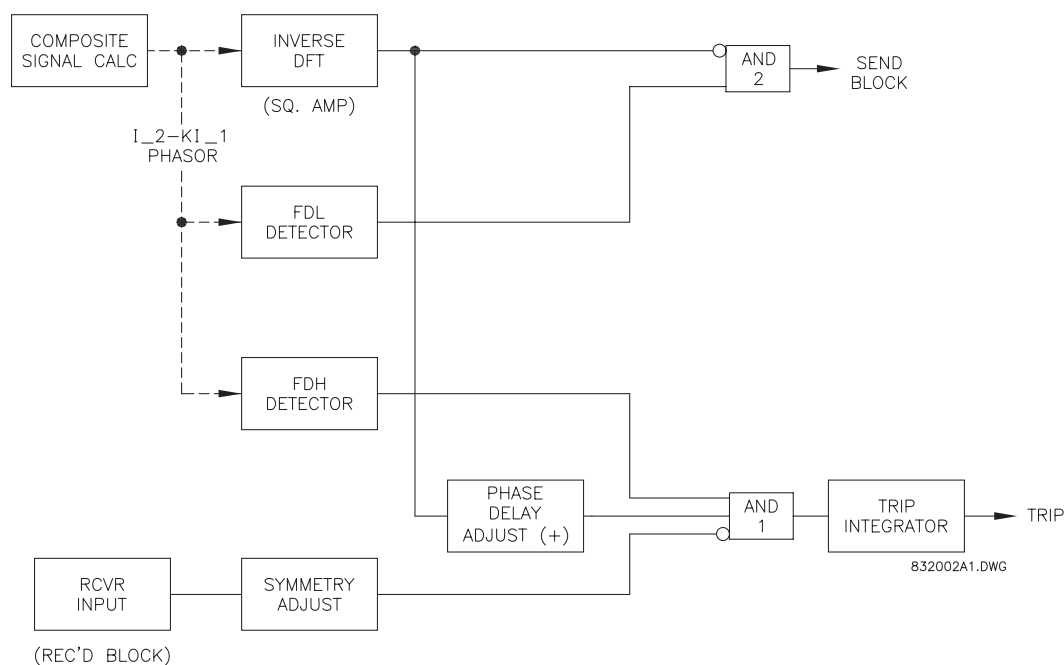 COMPOSITE
SIGNAL CALC
INVERSE
DFT
(SQ. AMP)
AND
2
SEND
BLOCK
I_2-KI_1
PHASOR
FDL
DETECTOR
FDH
DETECTOR
PHASE
DELAY
ADJUST (+)
AND
1
TRIP
INTEGRATOR
TRIP
832002A1.DWG
RCVR
INPUT
(REC'D BLOCK)
SYMMETRY
ADJUST